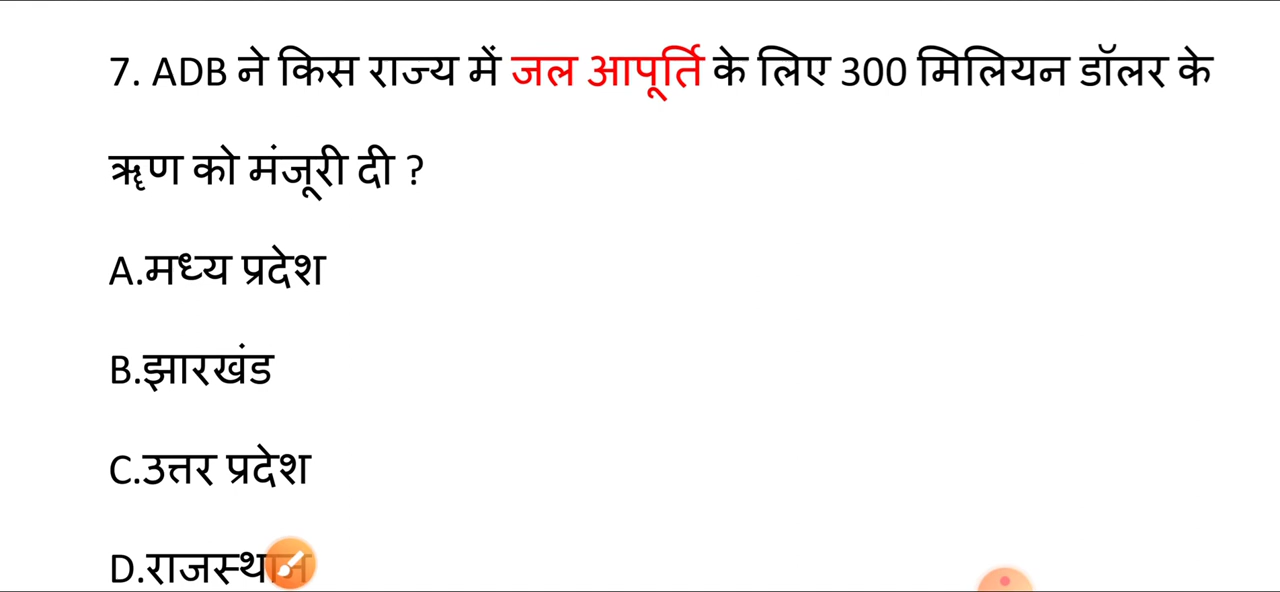 7. ADB ने किस राज्य में जल आपूर्ति के लिए 300 मिलियन डॉलर के
ऋण को मंजूरी दी ?
A.मध्य प्रदेश
B.झारखंड
C.उत्तर प्रदेश
D.राजस्थान